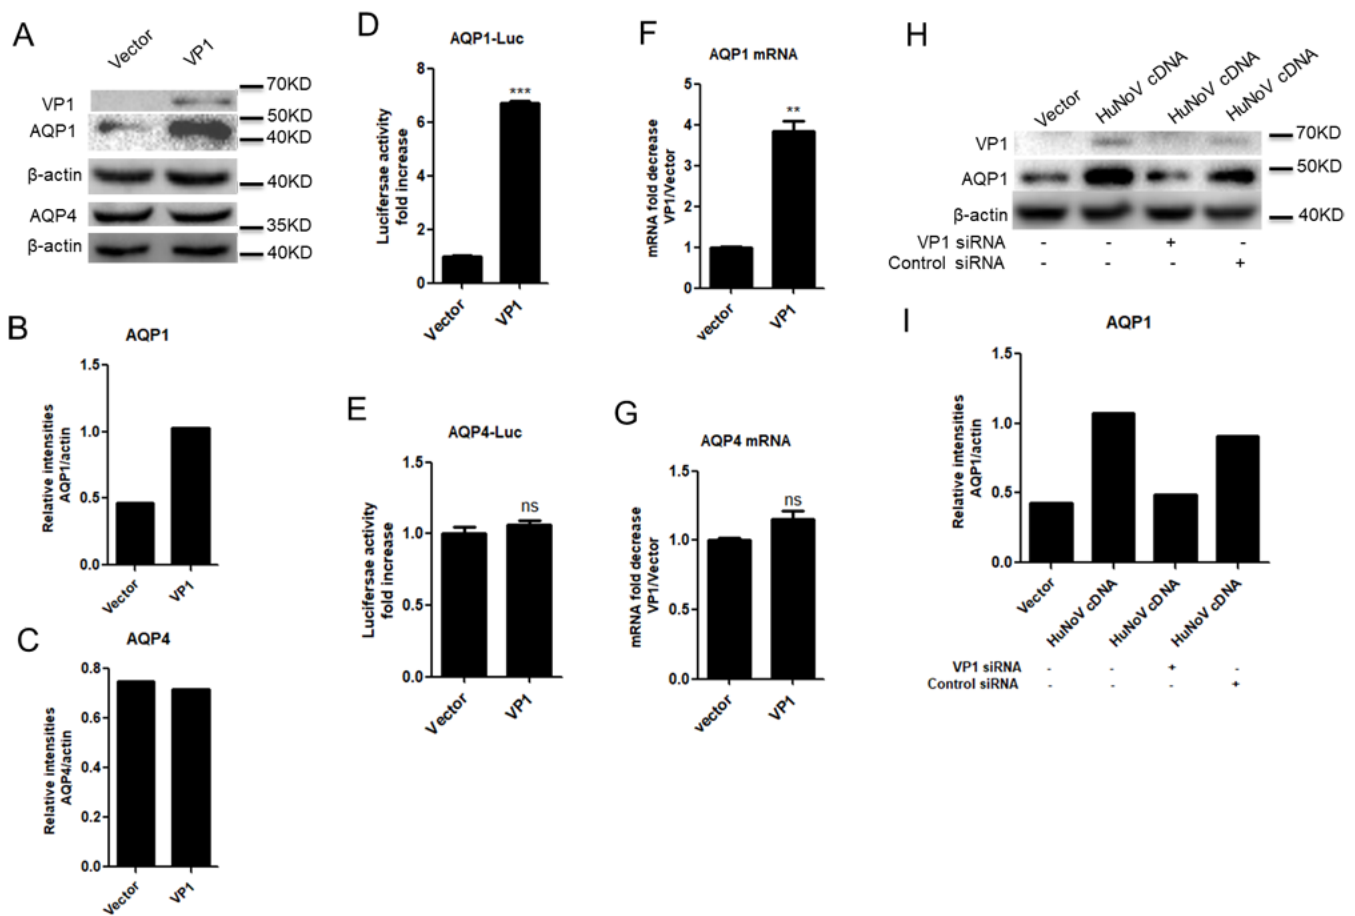 A
Vector
VP1
VP1
70KD
AQP1
50KD
40KD
β-actin
40KD
AQP4
35KD
β-actin
40KD
B
AQP1
Relative intensities
AQP1/actin
1.5
1.0
0.5
0.0
Vector
VP1
C
AQP4
Relative intensities
AQP4/actin
0.8
0.6
0.4
0.2
0.0
Vector
VP1
D
AQP1-Luc
Lucifersae activity
fold increase
8
6
4
2
0
***
Vector
VP1
E
AQP4-Luc
Lucifersae activity
fold increase
1.5
1.0
0.5
0.0
ns
Vector
VP1
F
AQP1 mRNA
mRNA fold decrease
VP1/Vector
5
4
3
2
1
0
**
vector
VP1
G
AQP4 mRNA
mRNA fold decrease
VP1/Vector
1.5
1.0
0.5
0.0
ns
vector
VP1
H
Vector
HuNoV cDNA
HuNoV cDNA
HuNoV cDNA
VP1
70KD
AQP1
50KD
β-actin
40KD
VP1 siRNA - - + -
Control siRNA - - - +
I
AQP1
Relative intensities
AQP1/actin
1.5
1.0
0.5
0.0
Vector
HuNoV cDNA
HuNoV cDNA
HuNoV cDNA
VP1 siRNA - - + -
Control siRNA - - - +